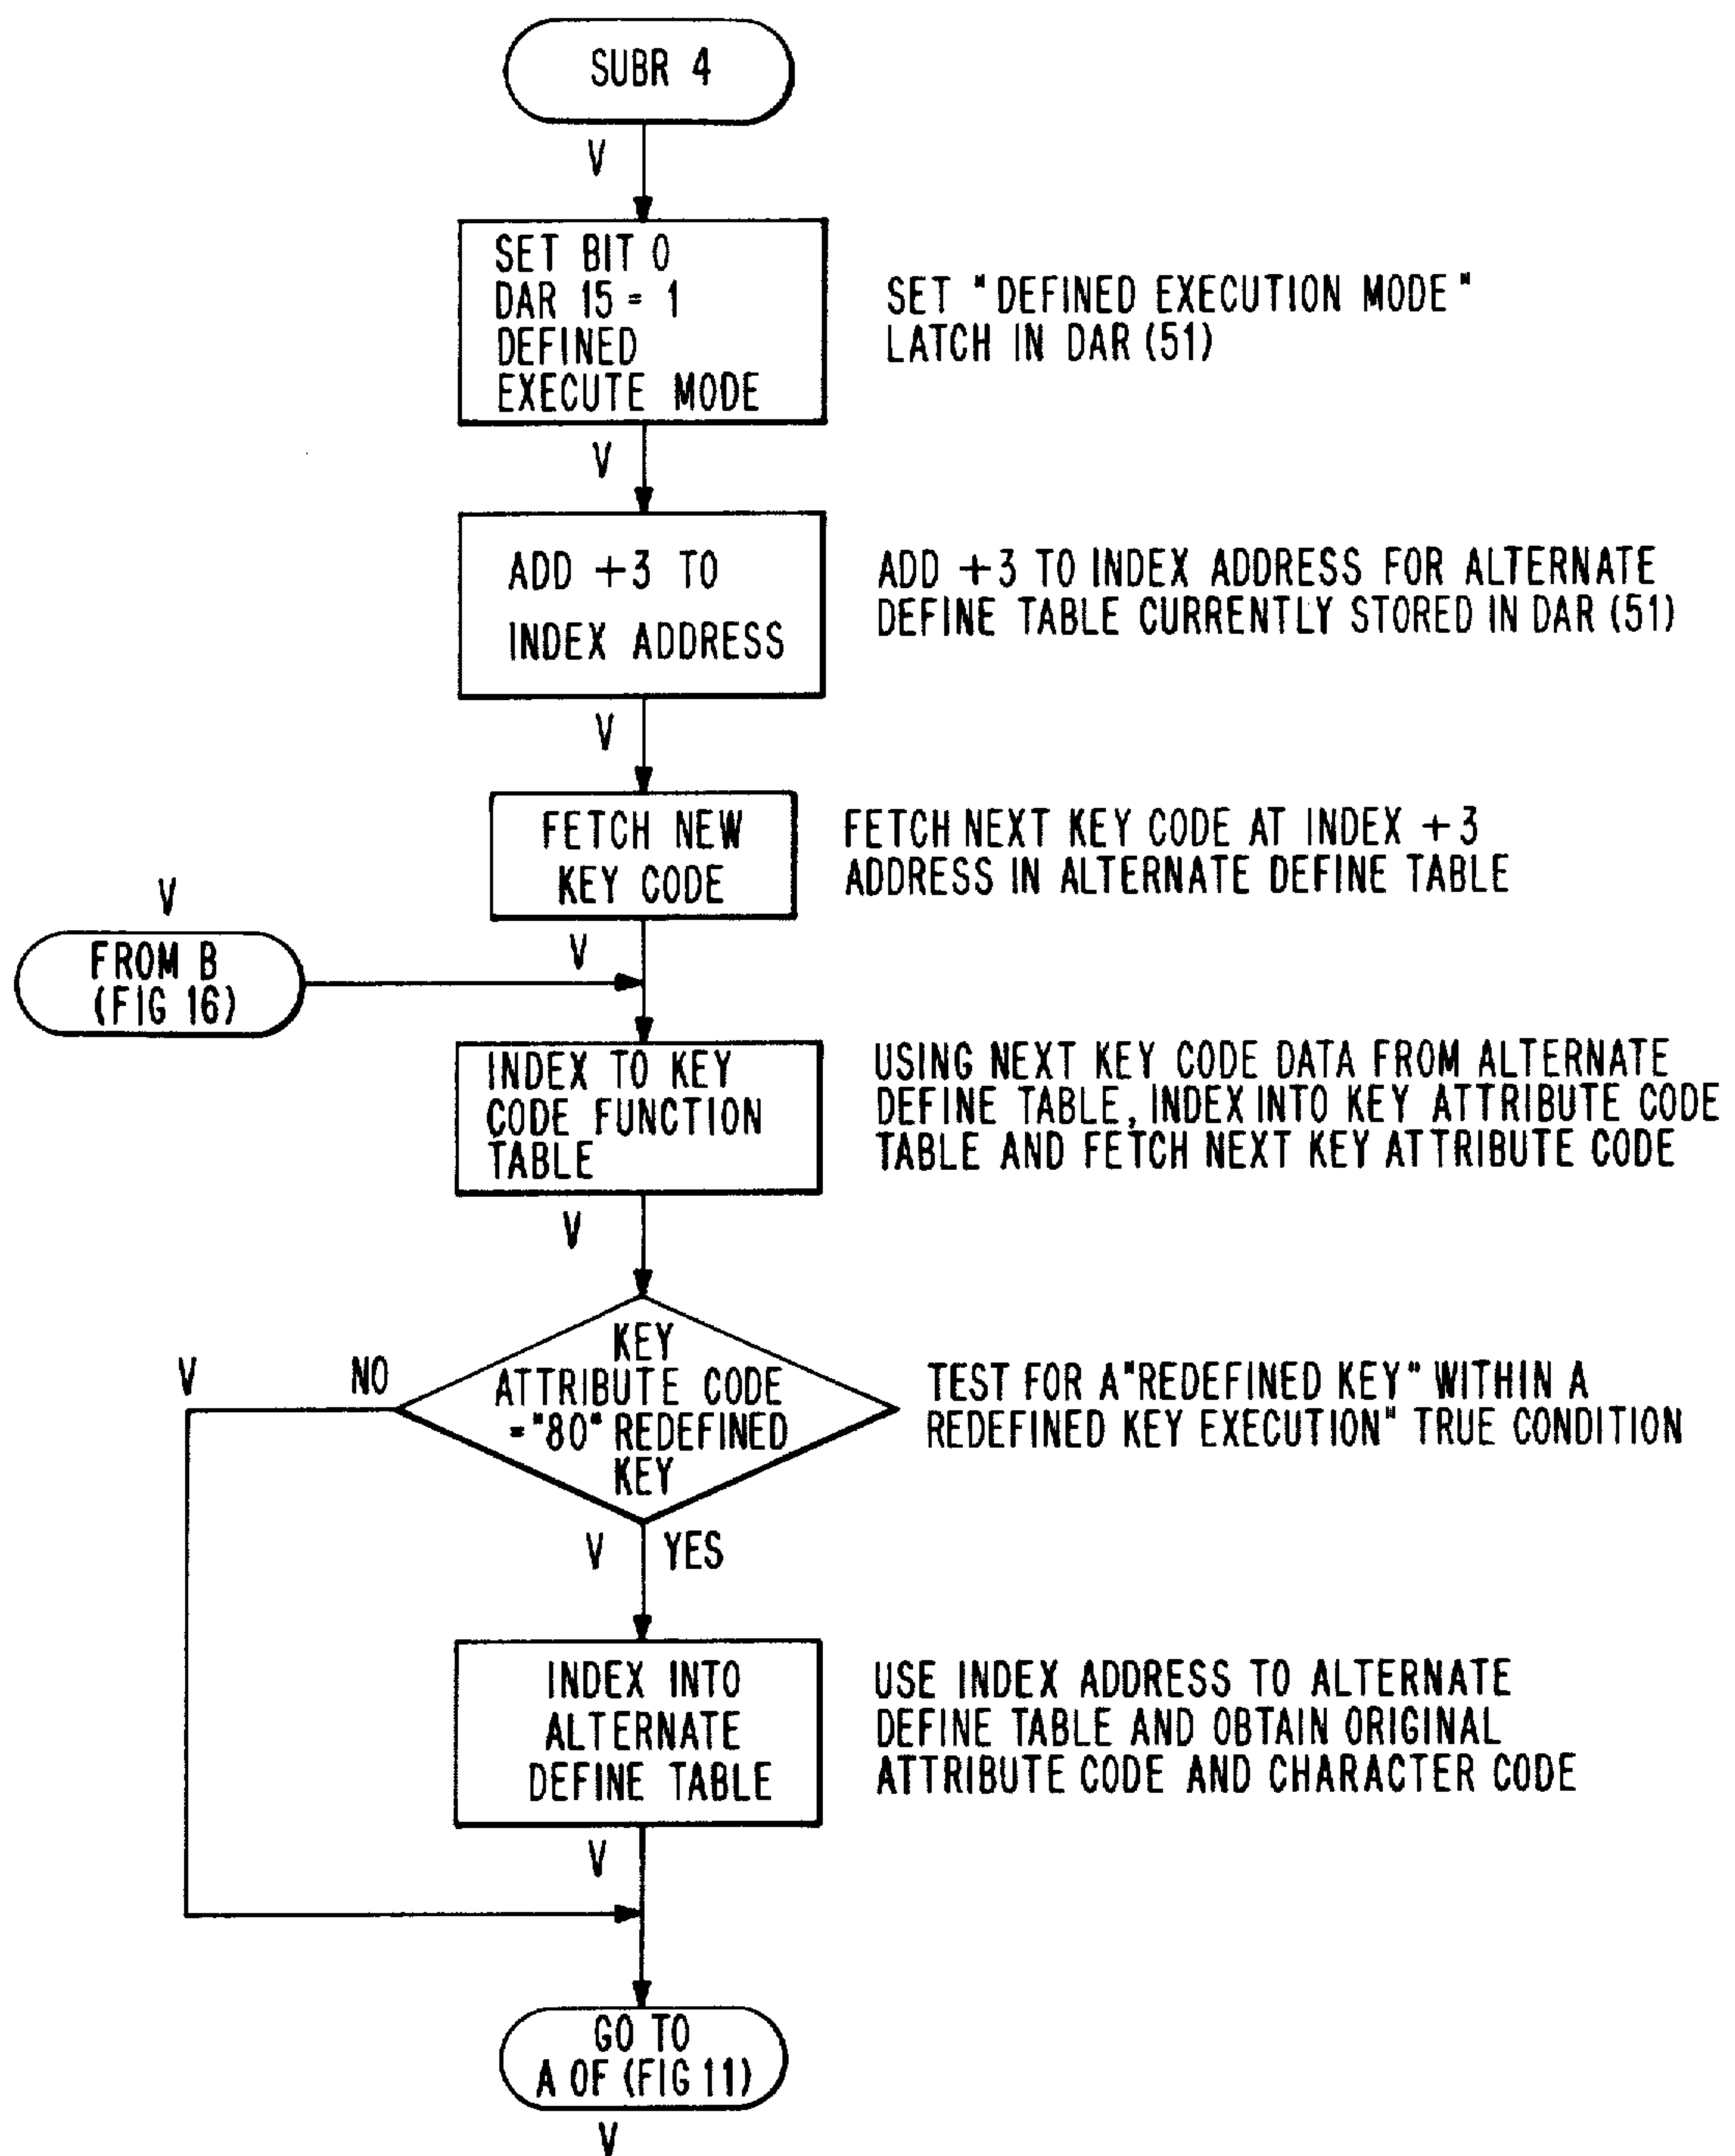 SUBR 4
V
SET BIT 0
DAR 15 = 1
DEFINED
EXECUTE MODE
SET "DEFINED EXECUTION MODE"
LATCH IN DAR (51)
V
ADD +3 TO
INDEX ADDRESS
ADD +3 TO INDEX ADDRESS FOR ALTERNATE
DEFINE TABLE CURRENTLY STORED IN DAR (51)
V
FETCH NEW
KEY CODE
FETCH NEXT KEY CODE AT INDEX +3
ADDRESS IN ALTERNATE DEFINE TABLE
V
FROM B
(FIG 16)
V
INDEX TO KEY
CODE FUNCTION
TABLE
USING NEXT KEY CODE DATA FROM ALTERNATE
DEFINE TABLE, INDEX INTO KEY ATTRIBUTE CODE
TABLE AND FETCH NEXT KEY ATTRIBUTE CODE
V
KEY
ATTRIBUTE CODE
="80" REDEFINED
KEY
V NO
TEST FOR A"REDEFINED KEY" WITHIN A
REDEFINED KEY EXECUTION" TRUE CONDITION
V YES
INDEX INTO
ALTERNATE
DEFINE TABLE
USE INDEX ADDRESS TO ALTERNATE
DEFINE TABLE AND OBTAIN ORIGINAL
ATTRIBUTE CODE AND CHARACTER CODE
V
GO TO
A OF (FIG 11)
V